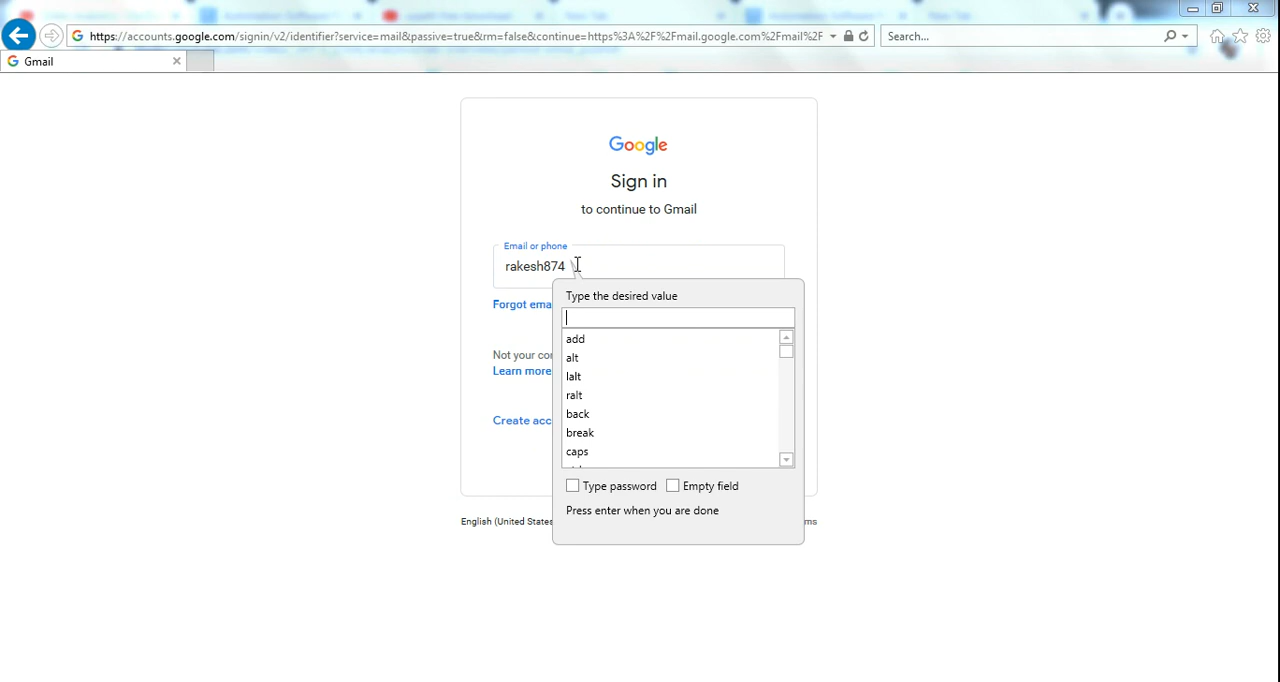 https://accounts.google.com/signin/v2/identifier?service=mail&passive=true&rm=false&continue=https%3A%2F%2Fmail.google.com%2Fmail%2F
Search...
Gmail
Google
Sign in
to continue to Gmail
Email or phone
rakesh874
Type the desired value
Forgot ema
add
Not your co
alt
Learn more
lalt
ralt
back
Create acc
break
caps
Type password
Empty field
Press enter when you are done
English (United States
ms